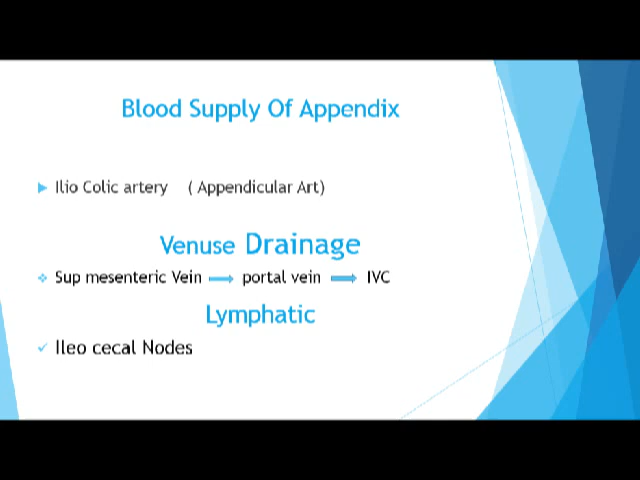 Blood Supply Of Appendix
Ilio Colic artery ( Appendicular Art)
Venuse Drainage
Sup mesenteric Vein portal vein IVC
Lymphatic
Ileo cecal Nodes